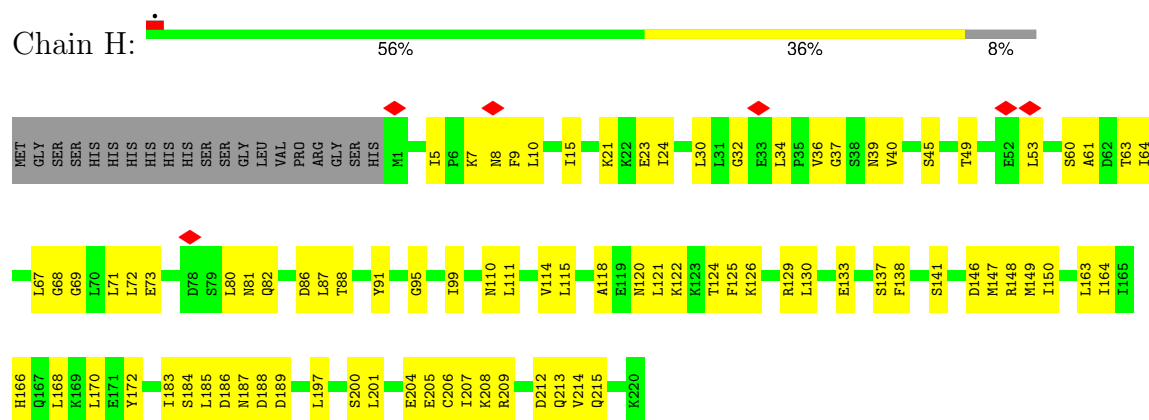 Chain H:
56% 36% 8%
MET GLY SER SER HIS HIS HIS HIS HIS HIS SER SER GLY LEU VAL PRO ARG GLY SER HIS M1 I5 P6 K7 N8 F9 L10 I15 K21 K22 E23 I24 L30 L31 G32 E33 L34 P35 V36 G37 S38 N39 V40 S45 T49 E52 L53 S60 A61 D62 T63 I64
L67 G68 G69 L70 L71 L72 E73 D78 S79 L80 N81 Q82 D86 L87 T88 Y91 G95 I99 N110 L111 V114 L115 A118 E119 N120 L121 K122 K123 T124 F125 K126 R129 L130 E133 S137 F138 S141 D146 M147 R148 M149 I150 L163 I164 I165
H166 Q167 L168 K169 L170 E171 Y172 I183 S184 L185 D186 N187 D188 D189 L197 S200 L201 E204 E205 C206 I207 K208 R209 D212 Q213 V214 Q215 K220